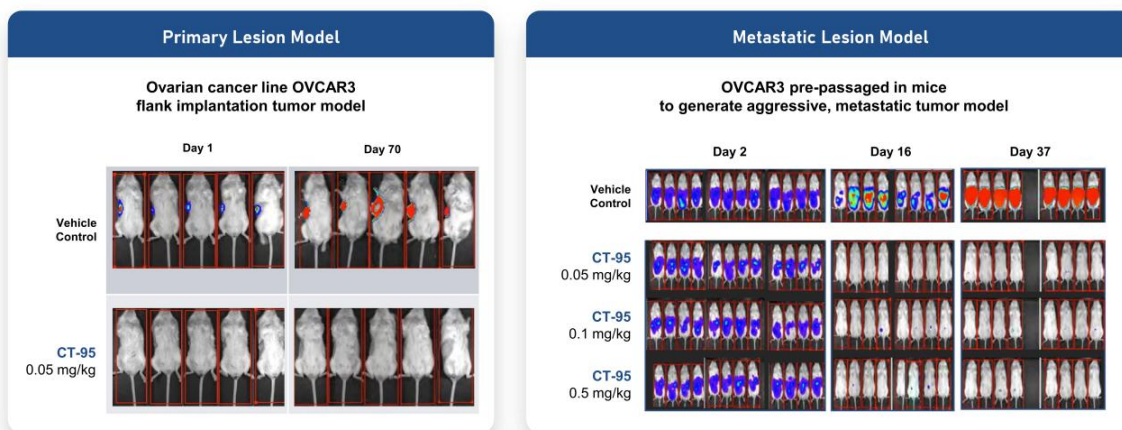 Primary Lesion Model
Ovarian cancer line OVCAR3
flank implantation tumor model
Day 1
Day 70
Vehicle
Control
CT-95
0.05 mg/kg
Metastatic Lesion Model
OVCAR3 pre-passaged in mice
to generate aggressive, metastatic tumor model
Day 2
Day 16
Day 37
Vehicle
Control
CT-95
0.05 mg/kg
CT-95
0.1 mg/kg
CT-95
0.5 mg/kg